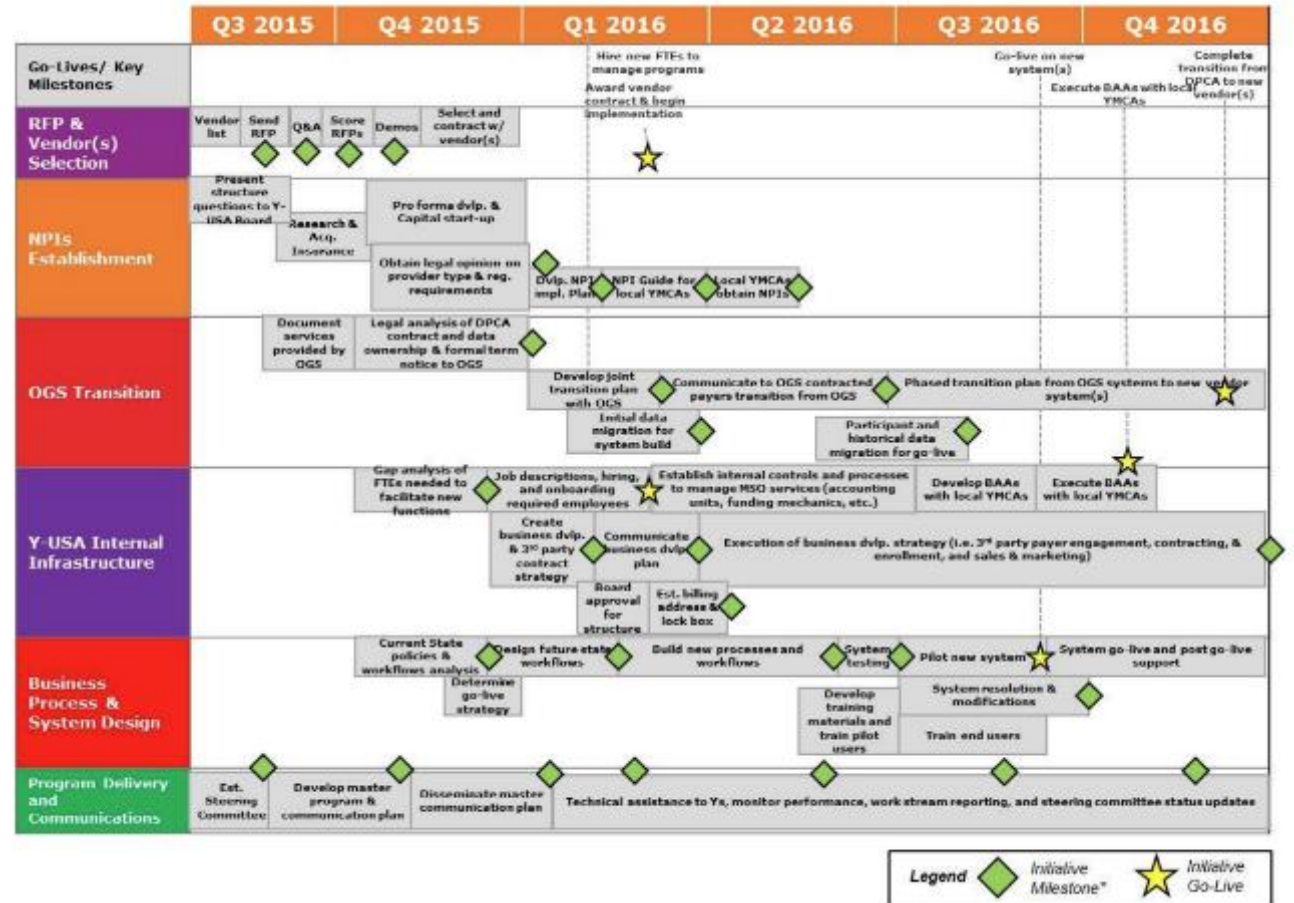 Q3 2015
Q4 2015
Q1 2016
Q2 2016
Q3 2016
Q4 2016
Go-Lives/ Key
Milestones
Hire new FTEs to
manage programs
Award vendor
contract & begin
implementation
Go-live on new
system(s)
Execute BAAs with local
YMCAs
Complete
transition from
DPCA to new
vendor(s)
RFP &
Vendor(s)
Selection
Vendor
list
Send
RFP
Q&A
Score
RFPs
Demos
Select and
contract w/
vendor(s)
NPIs
Establishment
Present
structure
questions to Y-
USA Board
Research &
Acq.
Insurance
Pro forma dvlp. &
Capital start-up
Obtain legal opinion on
provider type & reg.
requirements
Dvlp. NPI
impl. Plan
NPI Guide for
local YMCAs
Local YMCAs
obtain NPIs
OGS Transition
Document
services
provided by
OGS
Legal analysis of DPCA
contract and data
ownership & formal term
notice to OGS
Develop joint
transition plan
with OGS
Communicate to OGS contracted
payers transition from OGS
Phased transition plan from OGS systems to new vendor
system(s)
Initial data
migration for
system build
Participant and
historical data
migration for go-live
Y-USA Internal
Infrastructure
Gap analysis of
FTEs needed to
facilitate new
functions
Job descriptions, hiring,
and onboarding
required employees
Establish internal controls and processes
to manage MSO services (accounting
units, funding mechanics, etc.)
Develop BAAs
with local YMCAs
Execute BAAs
with local YMCAs
Create
business dvlp.
& 3rd party
contract
strategy
Communicate
business dvlp.
plan
Execution of business dvlp. strategy (i.e. 3rd party payer engagement, contracting, &
enrollment, and sales & marketing)
Board
approval
for
structure
Est. billing
address &
lock box
Business
Process &
System Design
Current State
policies &
workflows analysis
Design future state
workflows
Build new processes and
workflows
System
testing
Pilot new system
System go-live and post go-live
support
Determine
go-live
strategy
Develop
training
materials and
train pilot
users
System resolution &
modifications
Train end users
Program Delivery
and
Communications
Est.
Steering
Committee
Develop master
program &
communication plan
Disseminate master
communication plan
Technical assistance to Ys, monitor performance, work stream reporting, and steering committee status updates
Legend
Initiative
Milestone*
Initiative
Go-Live